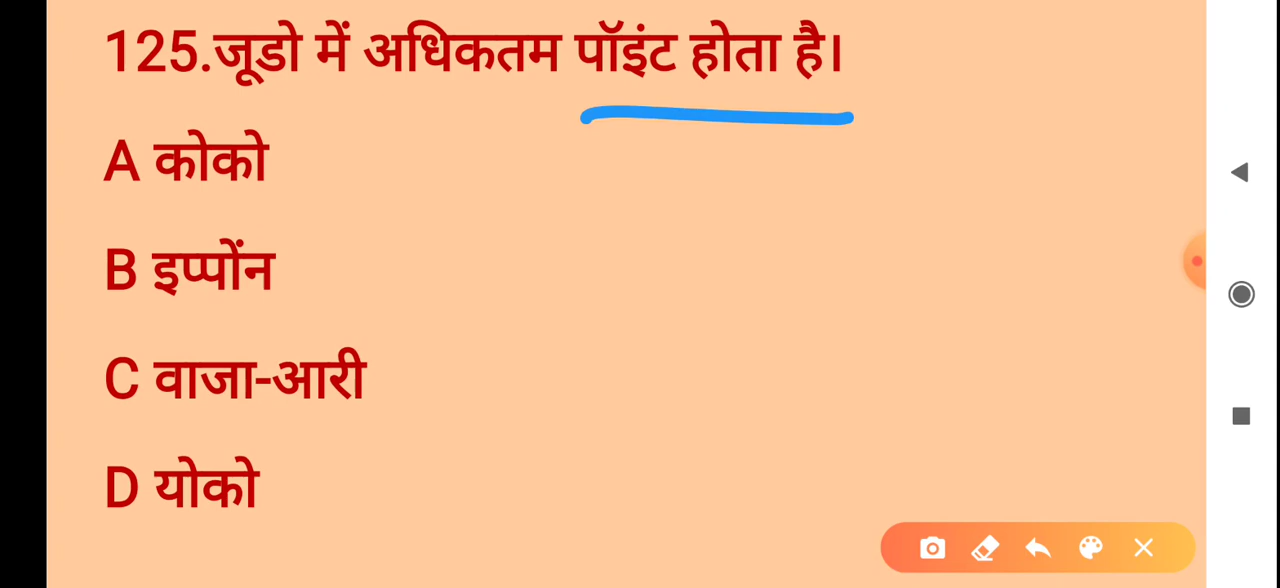 125.जूडो में अधिकतम पॉइंट होता है।
A कोको
B इप्पोंन
C वाजा-आरी
D योको